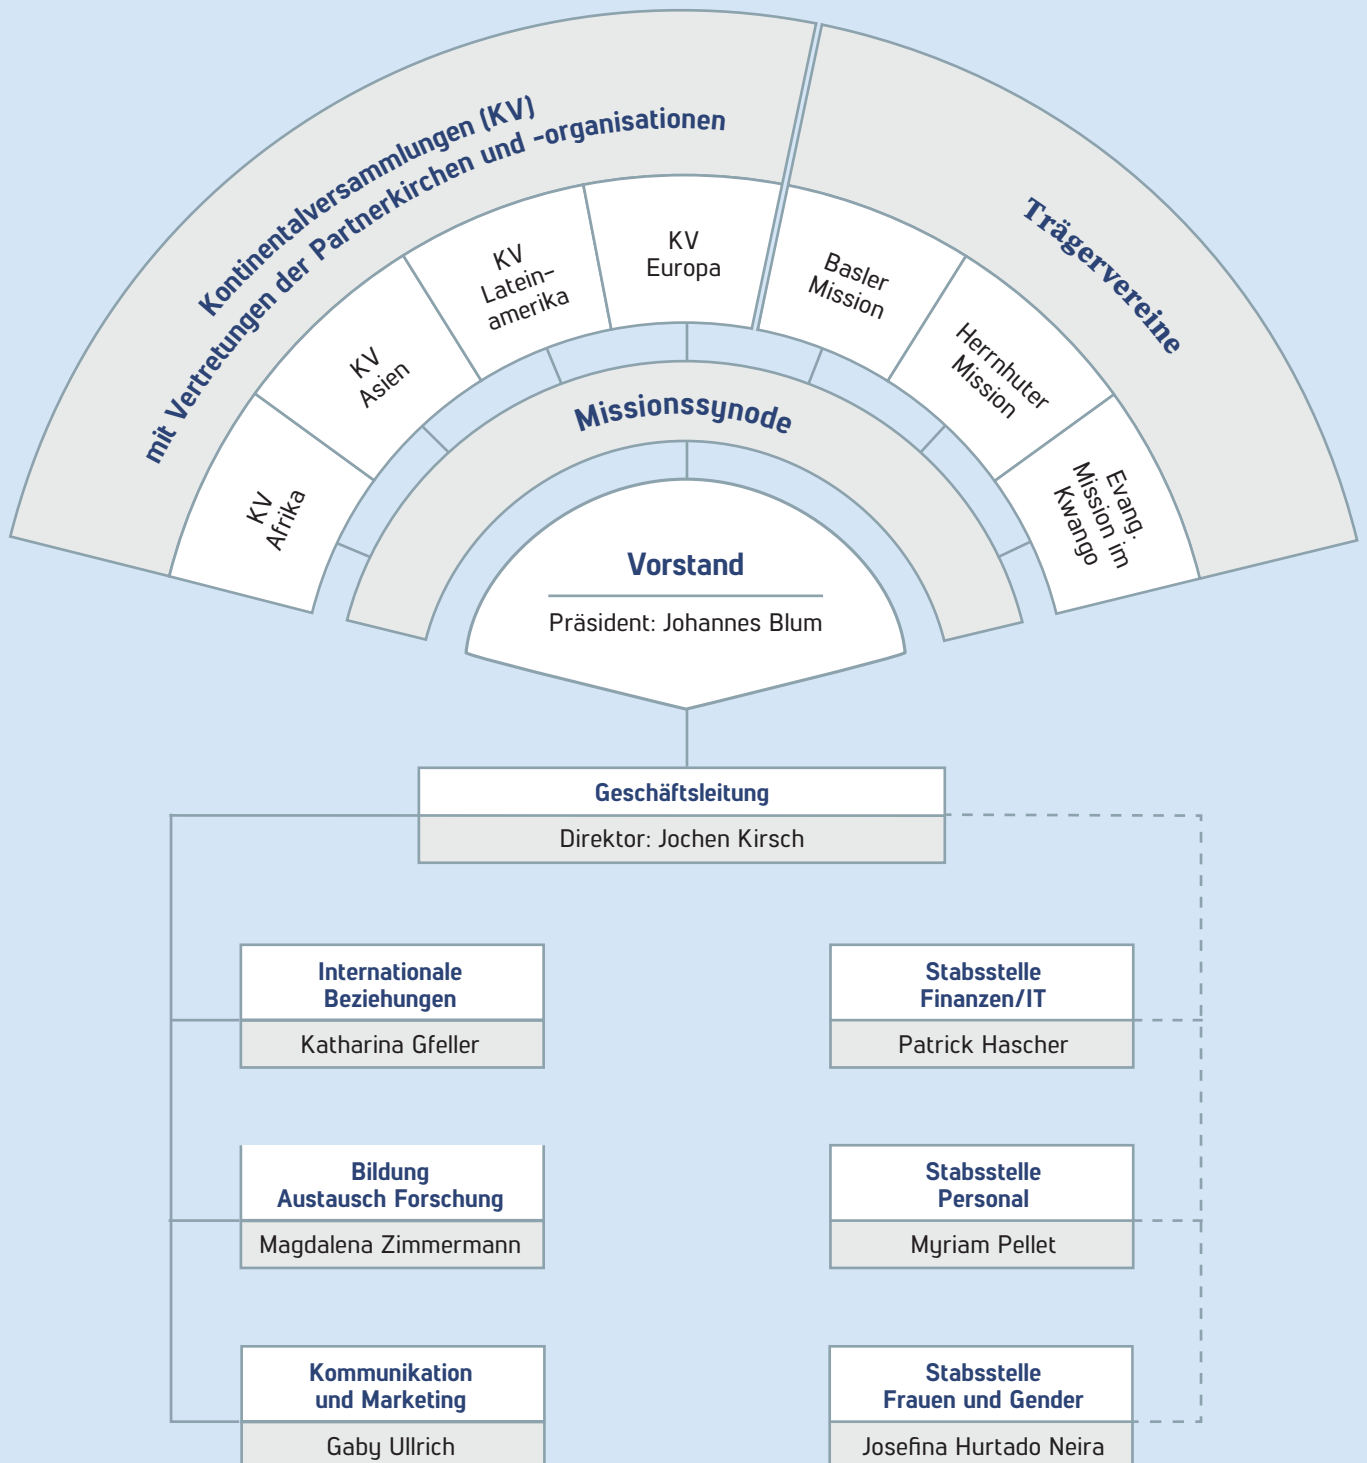 Kontinentalversammlungen (KV)
mit Vertretungen der Partnerkirchen und -organisationen
Trägervereine
KV
Afrika
KV
Asien
KV
Latein-
amerika
KV
Europa
Basler
Mission
Herrnhuter
Mission
Evang.
Mission im
Kwango
Missionssynode
Vorstand
Präsident: Johannes Blum
Geschäftsleitung
Direktor: Jochen Kirsch
Internationale
Beziehungen
Katharina Gfeller
Stabsstelle
Finanzen/IT
Patrick Hascher
Bildung
Austausch Forschung
Magdalena Zimmermann
Stabsstelle
Personal
Myriam Pellet
Kommunikation
und Marketing
Gaby Ullrich
Stabsstelle
Frauen und Gender
Josefina Hurtado Neira